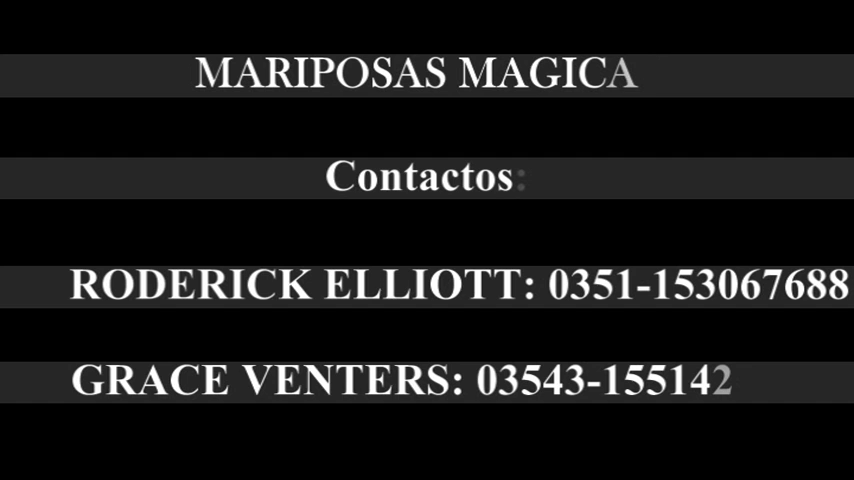 MARIPOSAS MAGICA
Contactos:
RODERICK ELLIOTT: 0351-153067688
GRACE VENTERS: 03543-155142